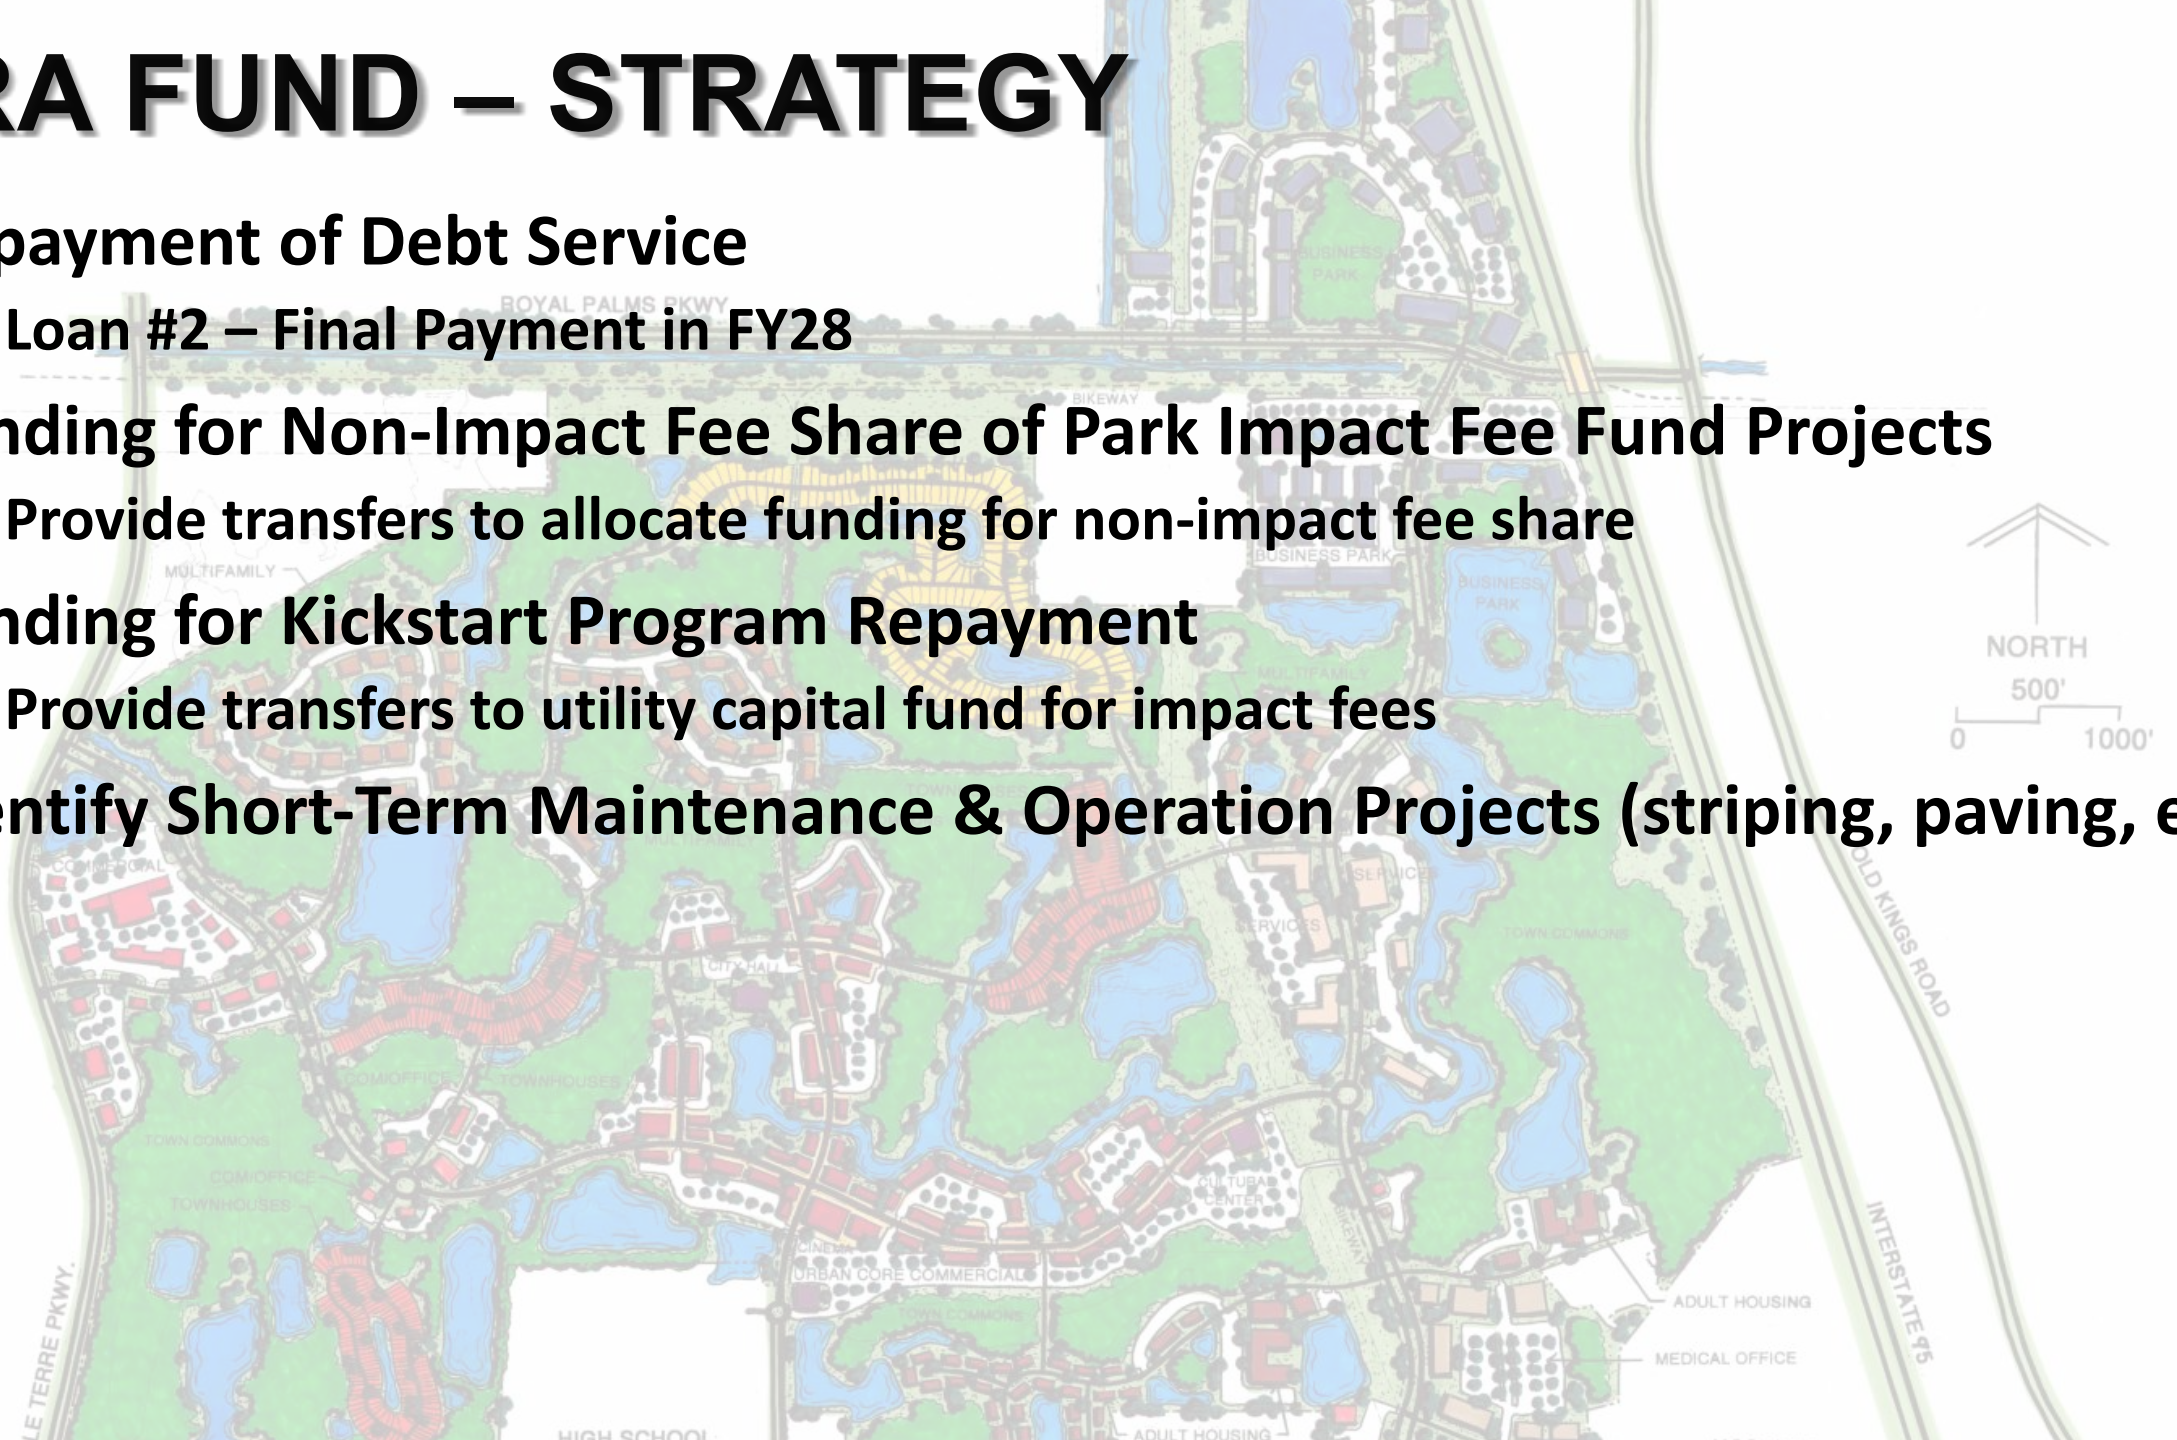 RA FUND – STRATEGY
payment of Debt Service
ROYAL PALMS PKWY
Loan #2 – Final Payment in FY28
BIKEWAY
nding for Non-Impact Fee Share of Park Impact Fee Fund Projects
Provide transfers to allocate funding for non-impact fee share
nding for Kickstart Program Repayment
Provide transfers to utility capital fund for impact fees
entify Short-Term Maintenance & Operation Projects (striping, paving, e
BUSINESS
PARK
BUSINESS PARK
BUSINESS
PARK
MULTIFAMILY
MULTIFAMILY
NORTH
500'
0 1000'
TOWNHOUSES
MULTIFAMILY
COMMERCIAL
SERVICES
SERVICES
TOWN COMMONS
OLD KINGS ROAD
CITY HALL
COM/OFFICE
TOWNHOUSES
TOWN COMMONS
COM/OFFICE
TOWNHOUSES
CULTURAL
CENTER
BIKEWAY
CINEMA
URBAN CORE COMMERCIAL
TOWN COMMONS
INTERSTATE 95
ADULT HOUSING
MEDICAL OFFICE
LE TERRE PKWY.
HIGH SCHOOL
ADULT HOUSING